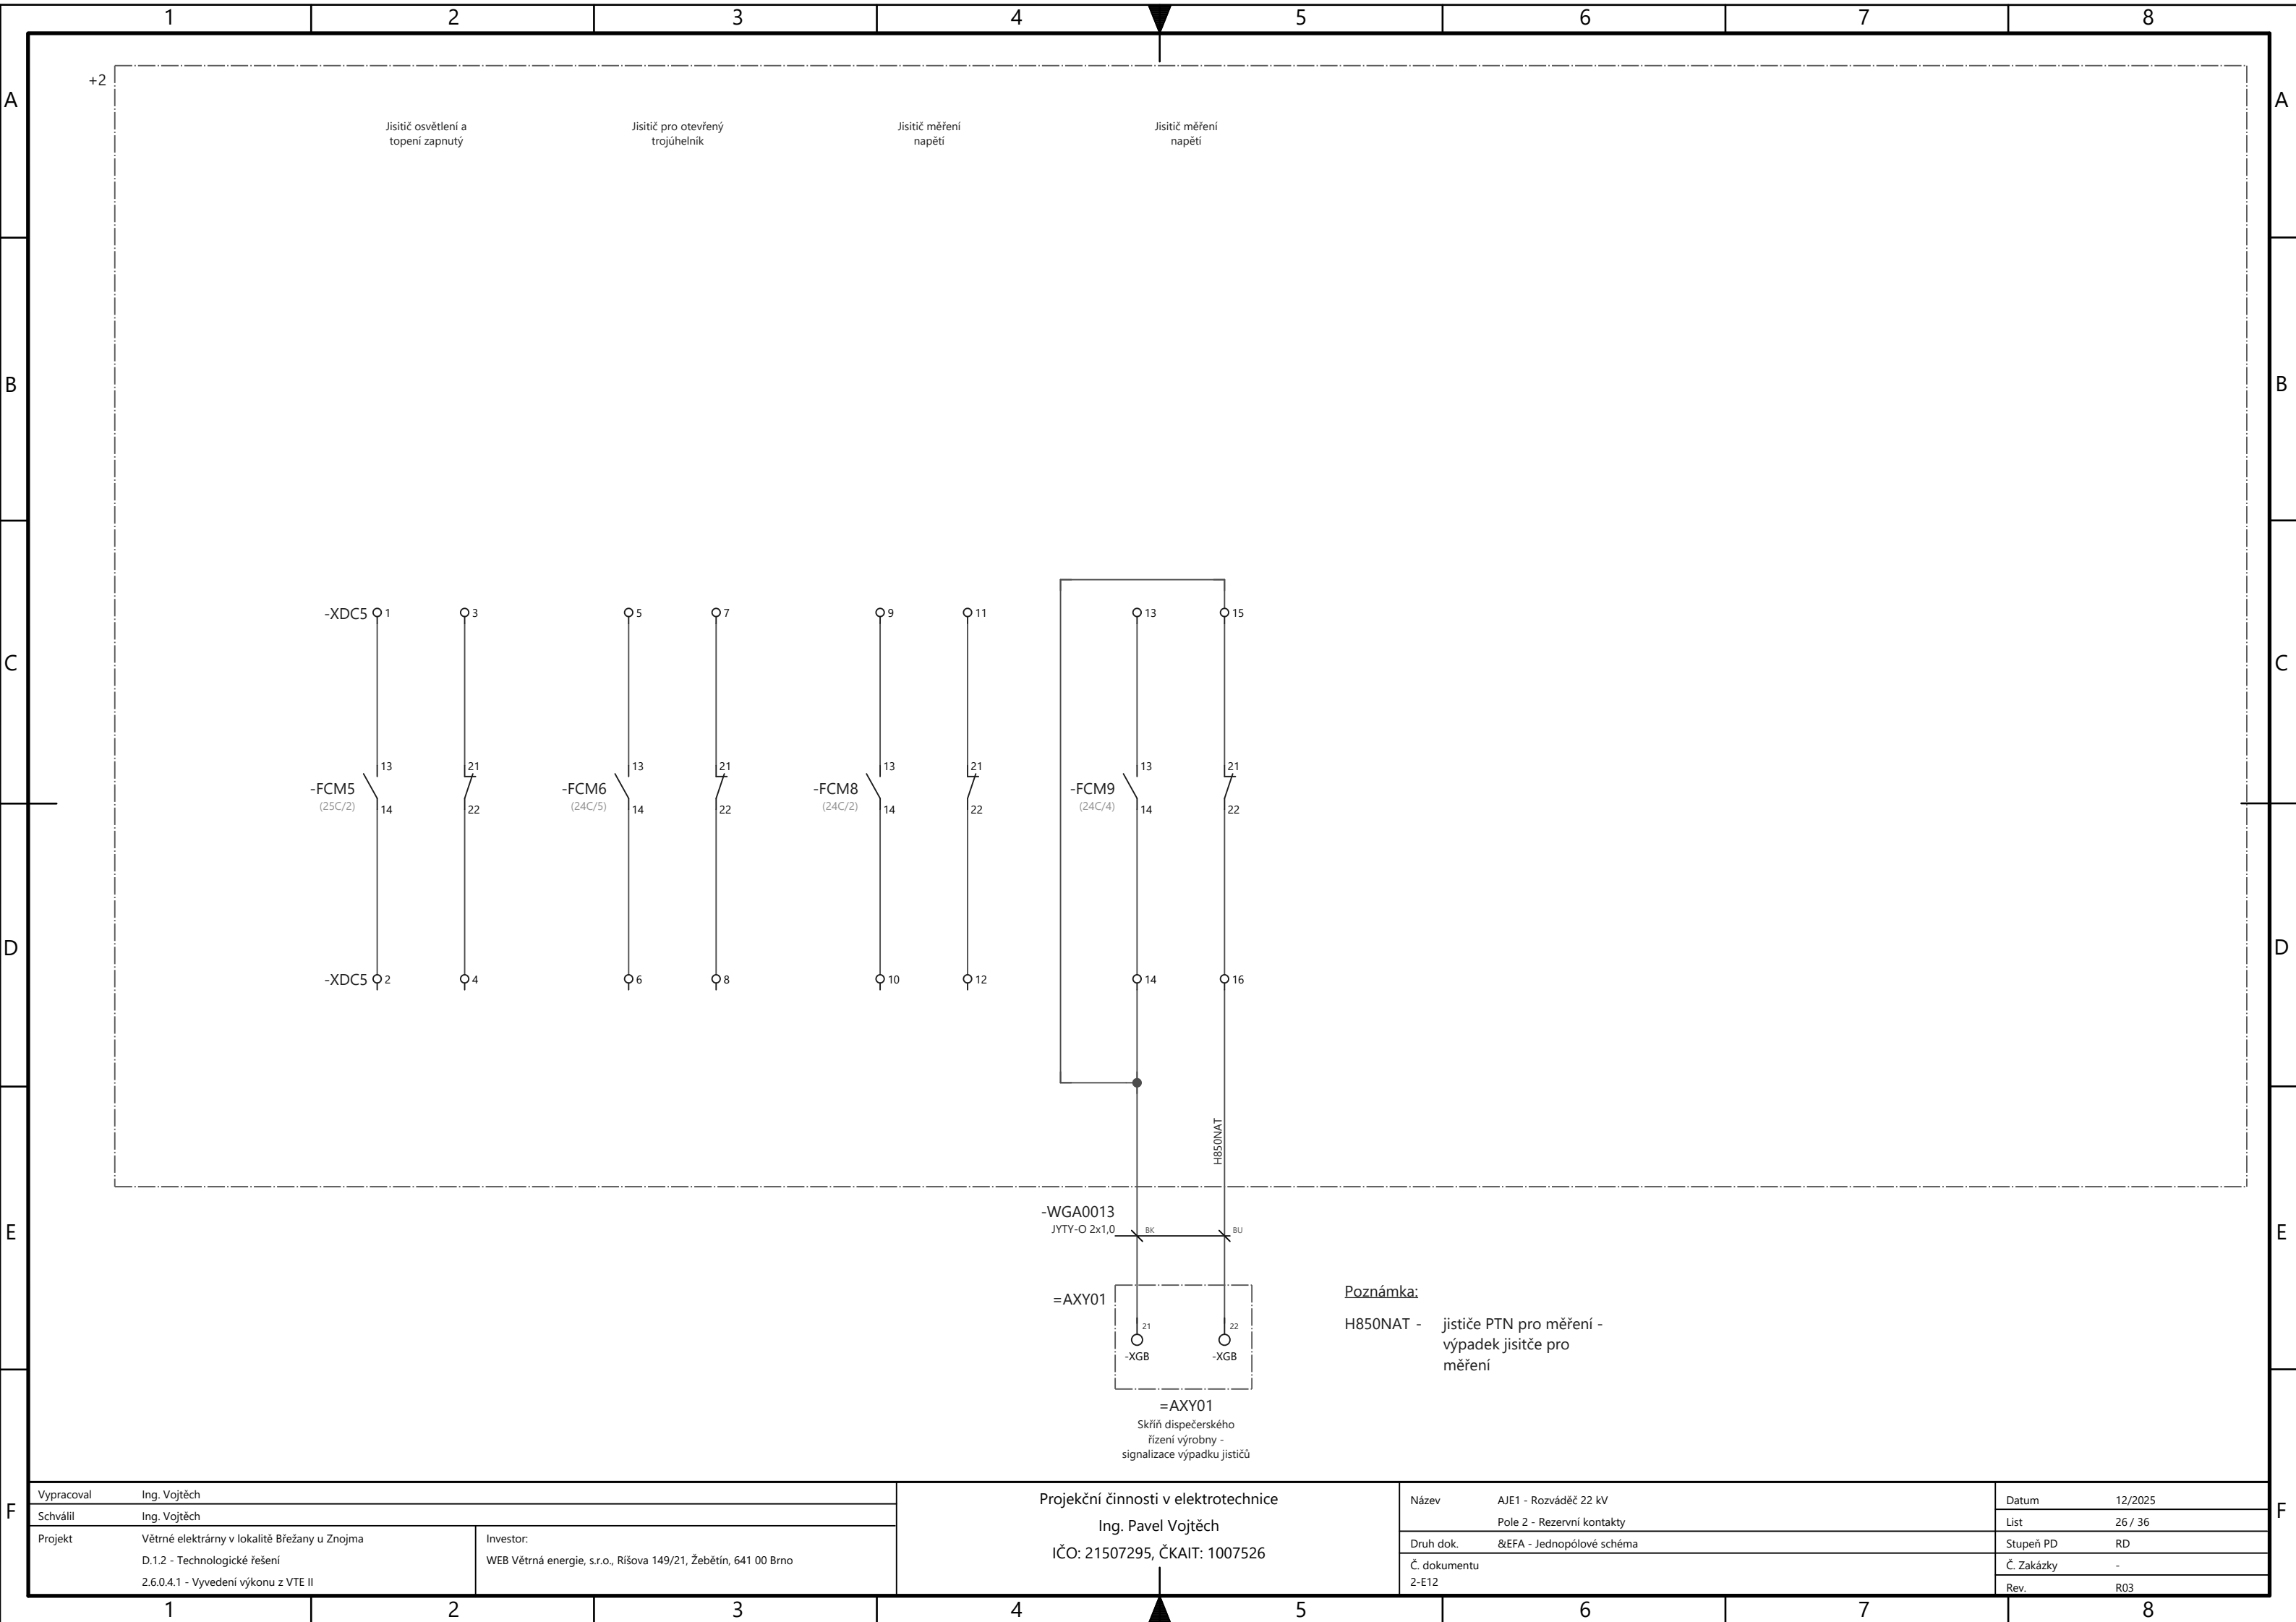 1 2 3 4 5 6 7 8
A A
+2
Jisitič osvětlení a
topení zapnutý
Jisitič pro otevřený
trojúhelník
Jisitič měření
napětí
Jisitič měření
napětí
B B
-XDC5 1 3 5 7 9 11 13 15
C C
13 21 13 21 13 21 13 21
-FCM5 -FCM6 -FCM8 -FCM9
(25C/2) (24C/5) (24C/2) (24C/4)
14 22 14 22 14 22 14 22
D D
-XDC5 2 4 6 8 10 12 14 16
H850NAT
-WGA0013
JYTY-O 2x1,0 BK BU
E E
=AXY01
21 22
-XGB -XGB
=AXY01
Skříň dispečerského
řízení výrobny -
signalizace výpadku jističů
Poznámka:
H850NAT - jističe PTN pro měření -
výpadek jisitče pro
měření
F F
Vypracoval Ing. Vojtěch
Schválil Ing. Vojtěch
Projekt Větrné elektrárny v lokalitě Břežany u Znojma
D.1.2 - Technologické řešení
2.6.0.4.1 - Vyvedení výkonu z VTE II
Investor:
WEB Větrná energie, s.r.o., Ríšova 149/21, Žebětín, 641 00 Brno
Projekční činnosti v elektrotechnice
Ing. Pavel Vojtěch
IČO: 21507295, ČKAIT: 1007526
Název AJE1 - Rozváděč 22 kV
Pole 2 - Rezervní kontakty
Druh dok. &EFA - Jednopólové schéma
Č. dokumentu
2-E12
Datum 12/2025
List 26 / 36
Stupeň PD RD
Č. Zakázky -
Rev. R03
1 2 3 4 5 6 7 8